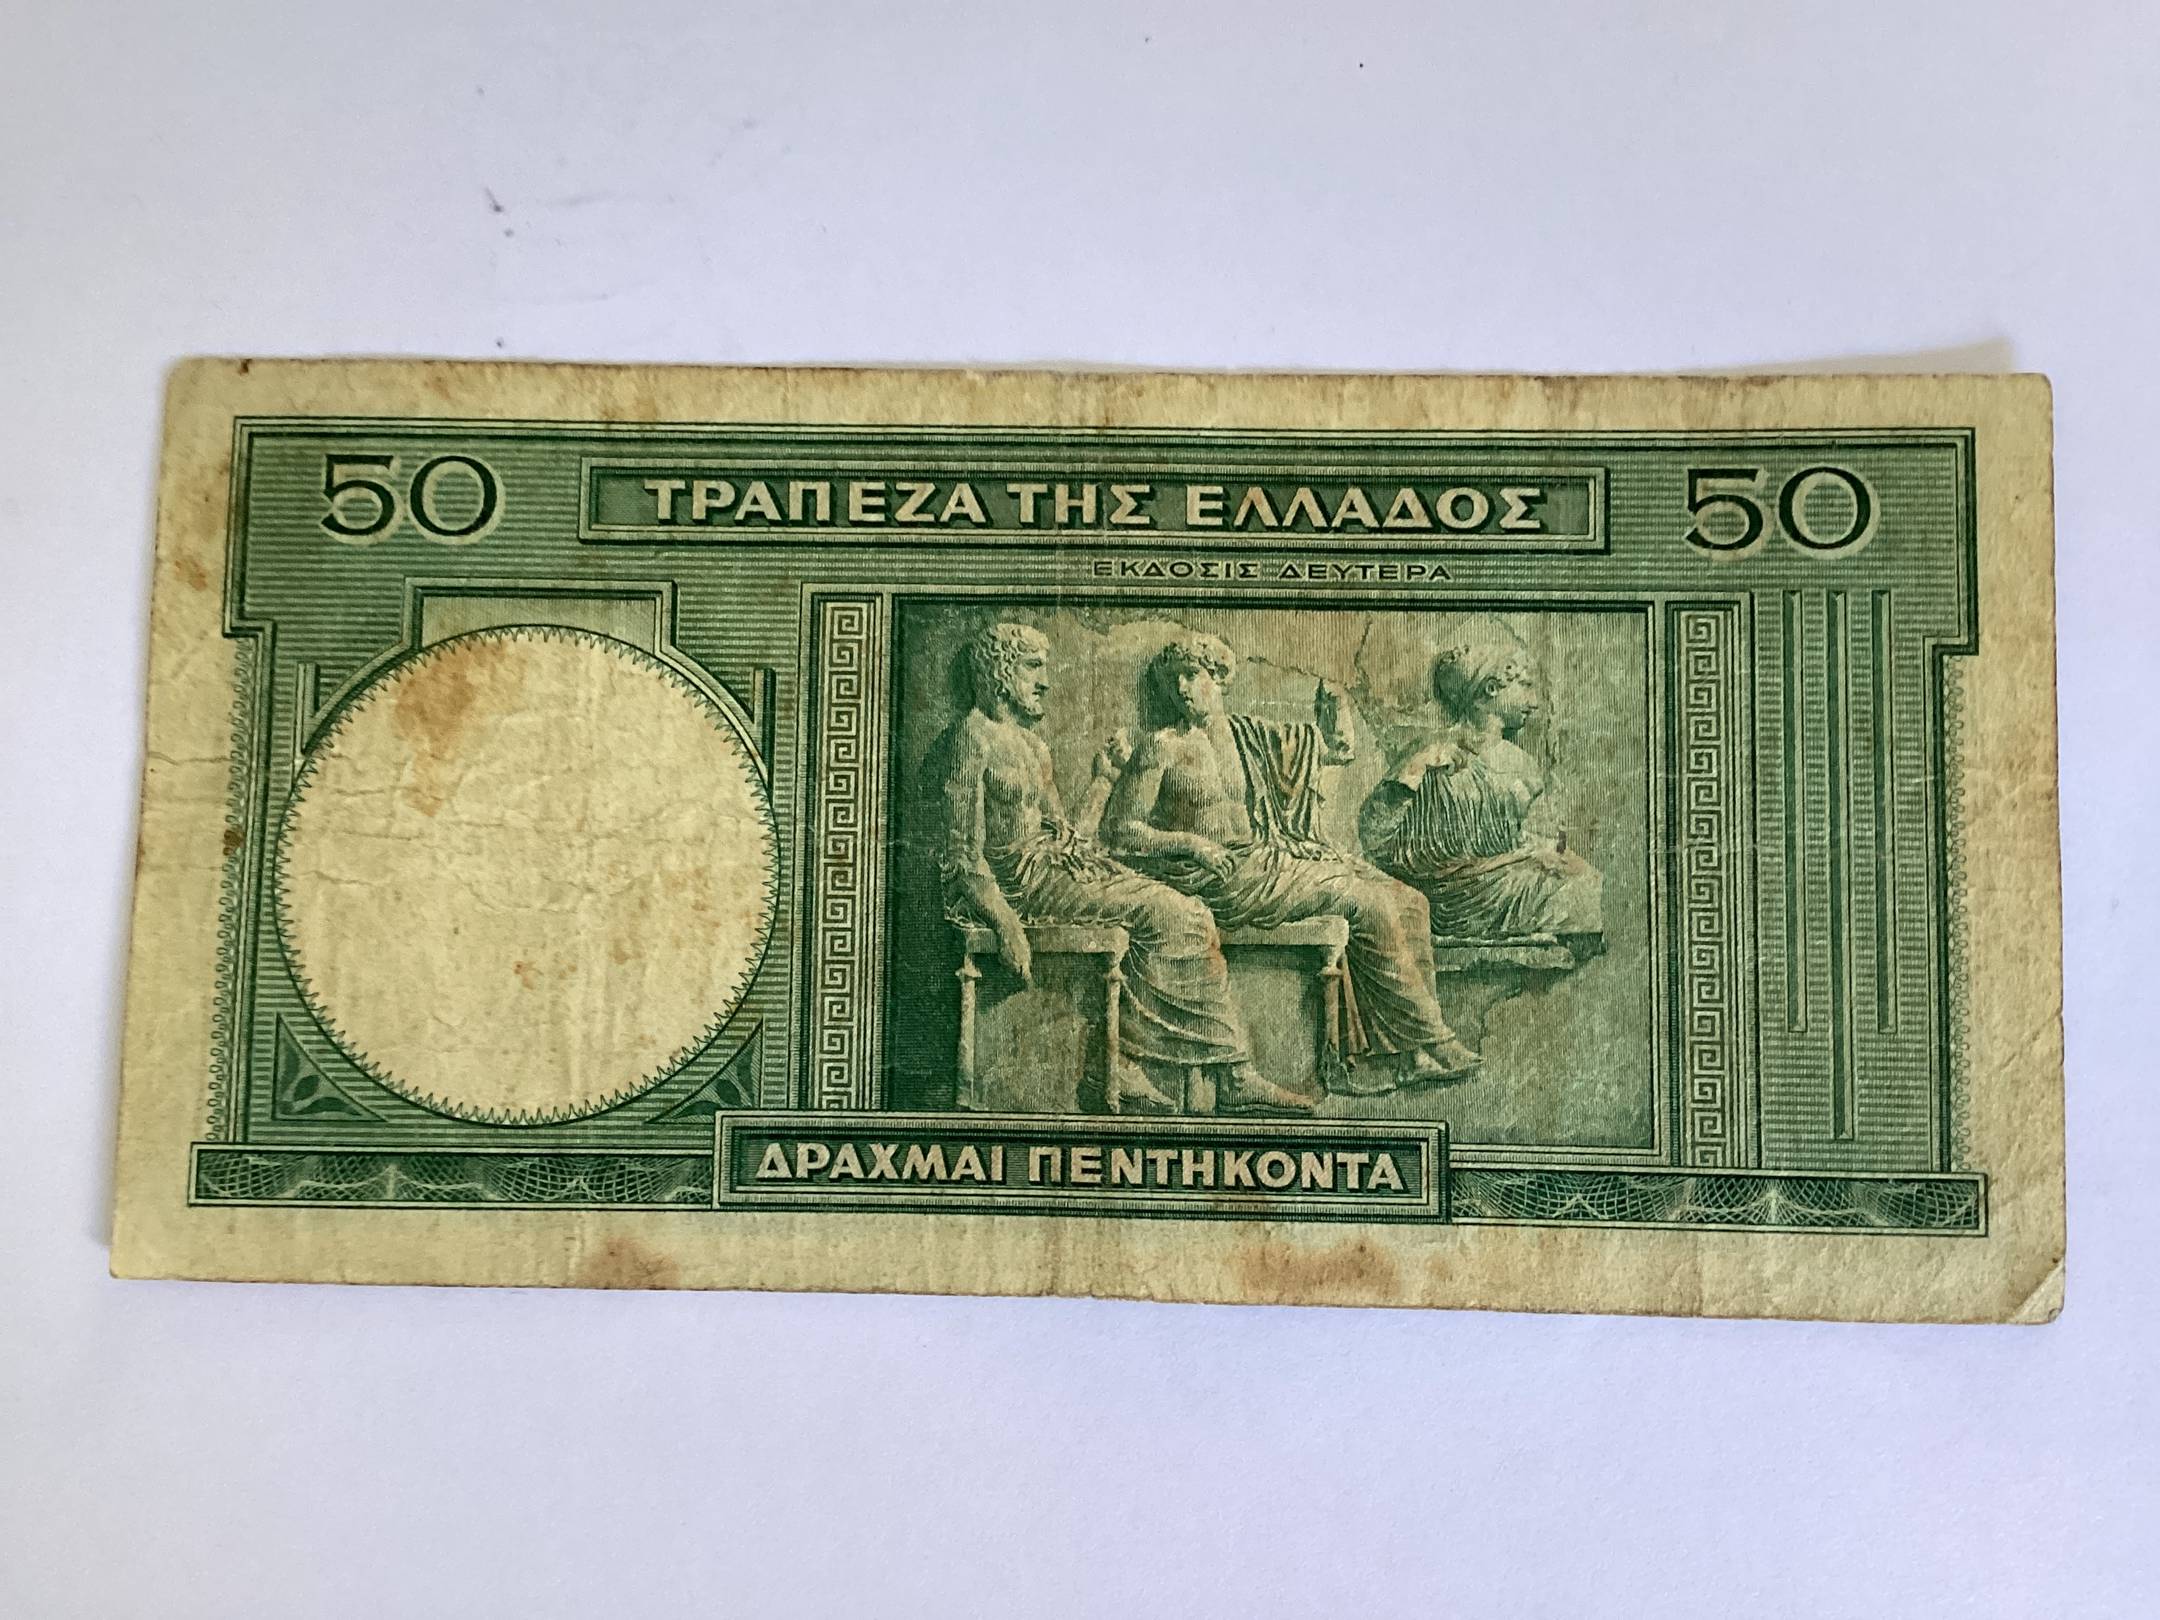 50 ΤΡΑΠΕΖΑ ΤΗΣ ΕΛΛΑΔΟΣ 50
ΕΚΔΟΣΙΣ ΔΕΥΤΕΡΑ
ΔΡΑΧΜΑΙ ΠΕΝΤΗΚΟΝΤΑ